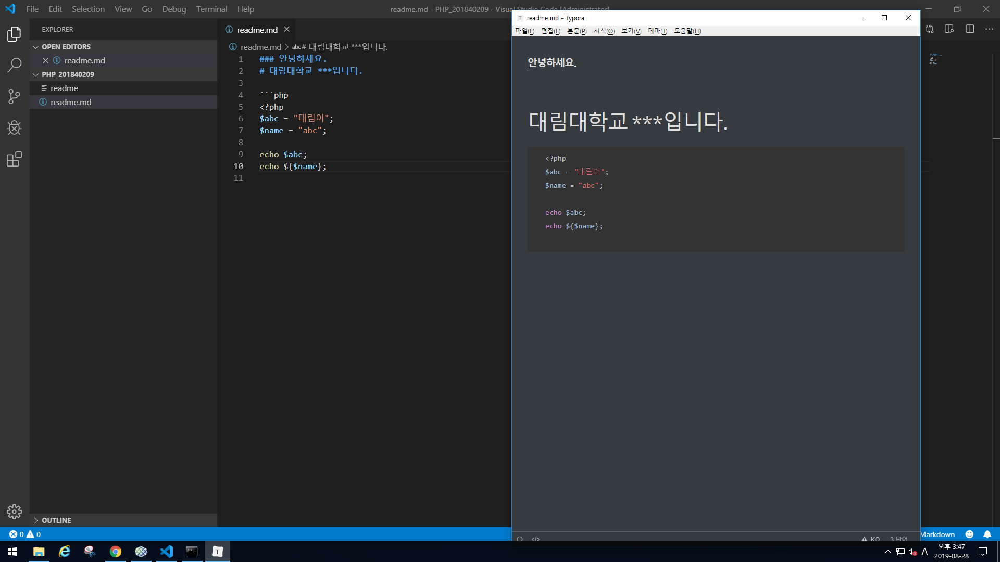 File Edit Selection View Go Debug Terminal Help
readme.md - PHP_201840209 - Visual Studio Code [Administrator]
EXPLORER
OPEN EDITORS
readme.md
PHP_201840209
readme
readme.md
OUTLINE
readme.md
readme.md > abc# 대림대학교 ***입니다.
1 ### 안녕하세요.
2 # 대림대학교 ***입니다.
3
4 ```php
5 <?php
6 $abc = "대림이";
7 $name = "abc";
8
9 echo $abc;
10 echo ${$name};
11
readme.md - Typora
파일(F) 편집(E) 본문(P) 서식(O) 보기(V) 테마(T) 도움말(H)
안녕하세요.
대림대학교 ***입니다.
<?php
$abc = "대림이";
$name = "abc";
echo $abc;
echo ${$name};
</> KO 3 단어
0 0 Markdown
A 오후 3:47
2019-08-28